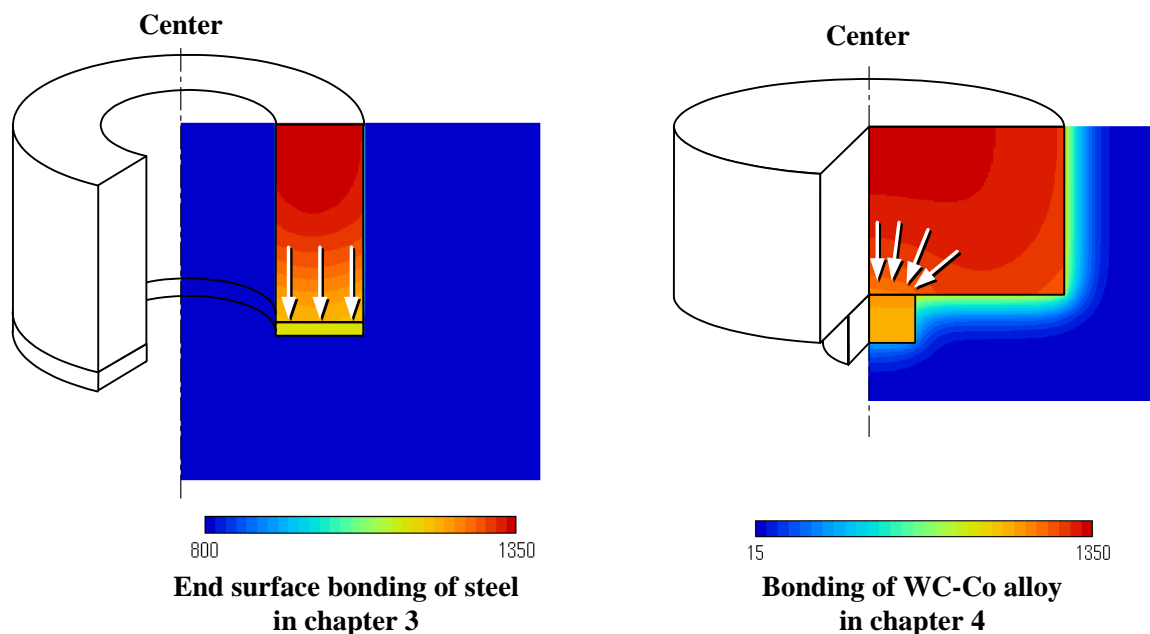 Center
800
1350
End surface bonding of steel
in chapter 3
Center
15
1350
Bonding of WC-Co alloy
in chapter 4